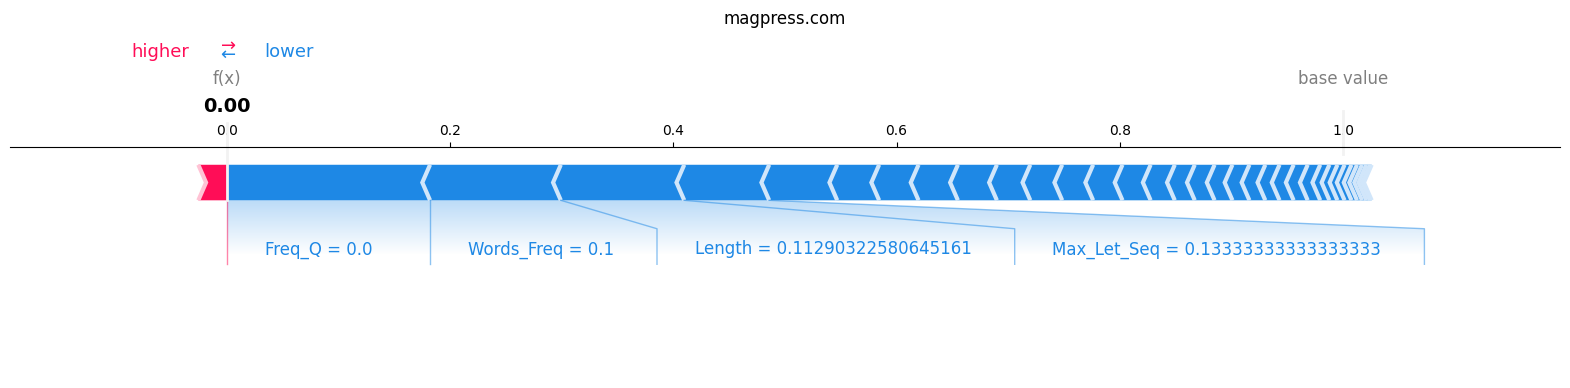 magpress.com
higher ⇄ lower
f(x) base value
0.00
0.0 0.2 0.4 0.6 0.8 1.0
Freq_Q = 0.0 Words_Freq = 0.1 Length = 0.11290322580645161 Max_Let_Seq = 0.13333333333333333